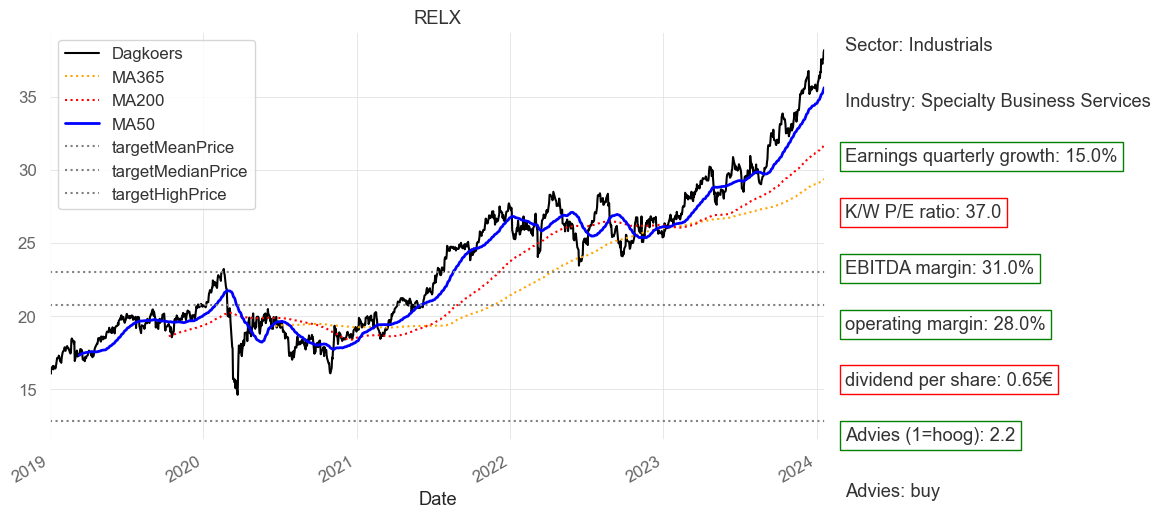 RELX
Dagkoers
MA365
MA200
MA50
targetMeanPrice
targetMedianPrice
targetHighPrice
35
30
25
20
15
2019
2020
2021
2022
2023
2024
Date
Sector: Industrials
Industry: Specialty Business Services
Earnings quarterly growth: 15.0%
K/W P/E ratio: 37.0
EBITDA margin: 31.0%
operating margin: 28.0%
dividend per share: 0.65€
Advies (1=hoog): 2.2
Advies: buy